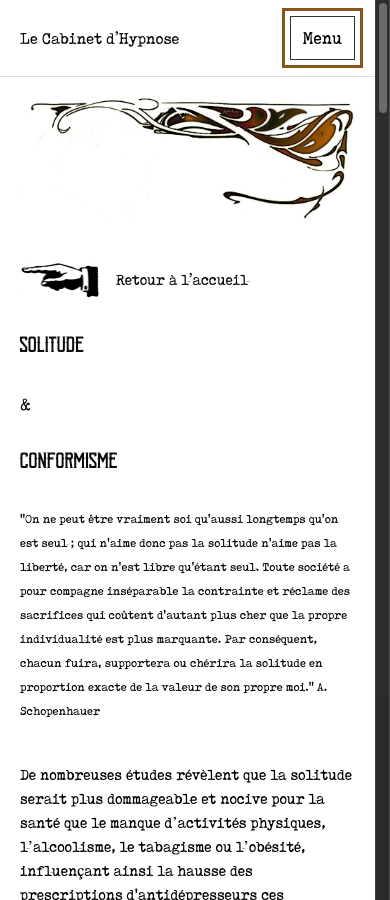 Le Cabinet d’Hypnose
Menu
Retour à l’accueil
SOLITUDE
&
CONFORMISME
"On ne peut être vraiment soi qu'aussi longtemps qu'on
est seul ; qui n'aime donc pas la solitude n'aime pas la
liberté, car on n'est libre qu'étant seul. Toute société a
pour compagne inséparable la contrainte et réclame des
sacrifices qui coûtent d'autant plus cher que la propre
individualité est plus marquante. Par conséquent,
chacun fuira, supportera ou chérira la solitude en
proportion exacte de la valeur de son propre moi." A.
Schopenhauer
De nombreuses études révèlent que la solitude
serait plus dommageable et nocive pour la
santé que le manque d’activités physiques,
l’alcoolisme, le tabagisme ou l’obésité,
influençant ainsi la hausse des
prescriptions d'antidépresseurs ces